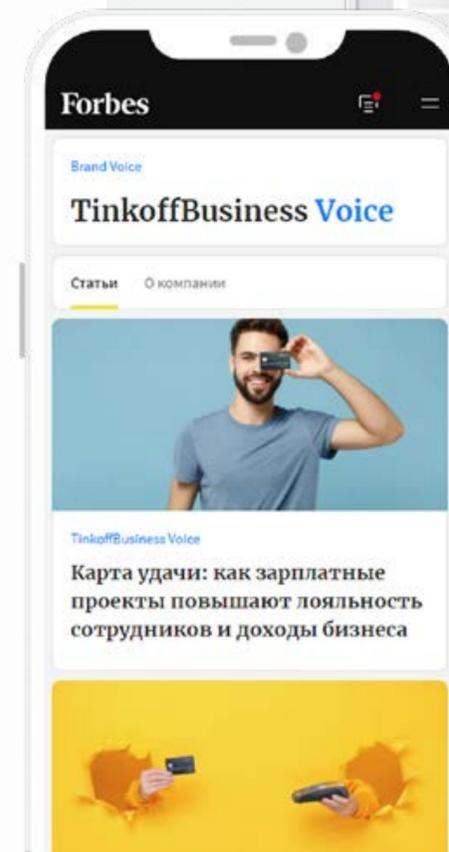 Forbes
Brand Voice
TinkoffBusiness Voice
Статьи О компании
TinkoffBusiness Voice
Карта удачи: как зарплатные
проекты повышают лояльность
сотрудников и доходы бизнеса